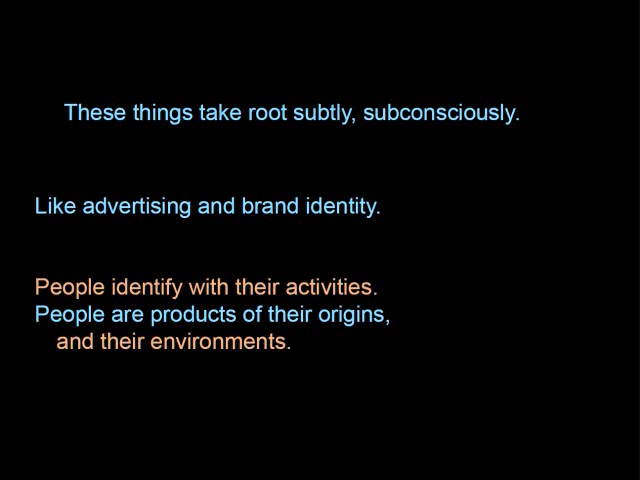 These things take root subtly, subconsciously.
Like advertising and brand identity.
People identify with their activities.
People are products of their origins,
and their environments.